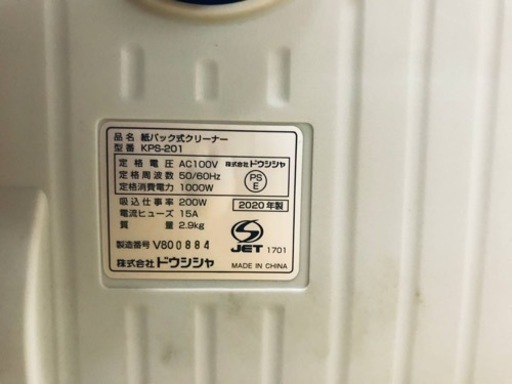 品名 紙パック式クリーナー
型番 KPS-201
定格電圧 AC100V 株式会社ドウシシャ
定格周波数 50/60Hz PSE
定格消費電力 1000W
吸込仕事率 200W 2020年製
電流ヒューズ 15A
質量 2.9kg
製造番号 V800884 JET 1701
株式会社ドウシシャ MADE IN CHINA